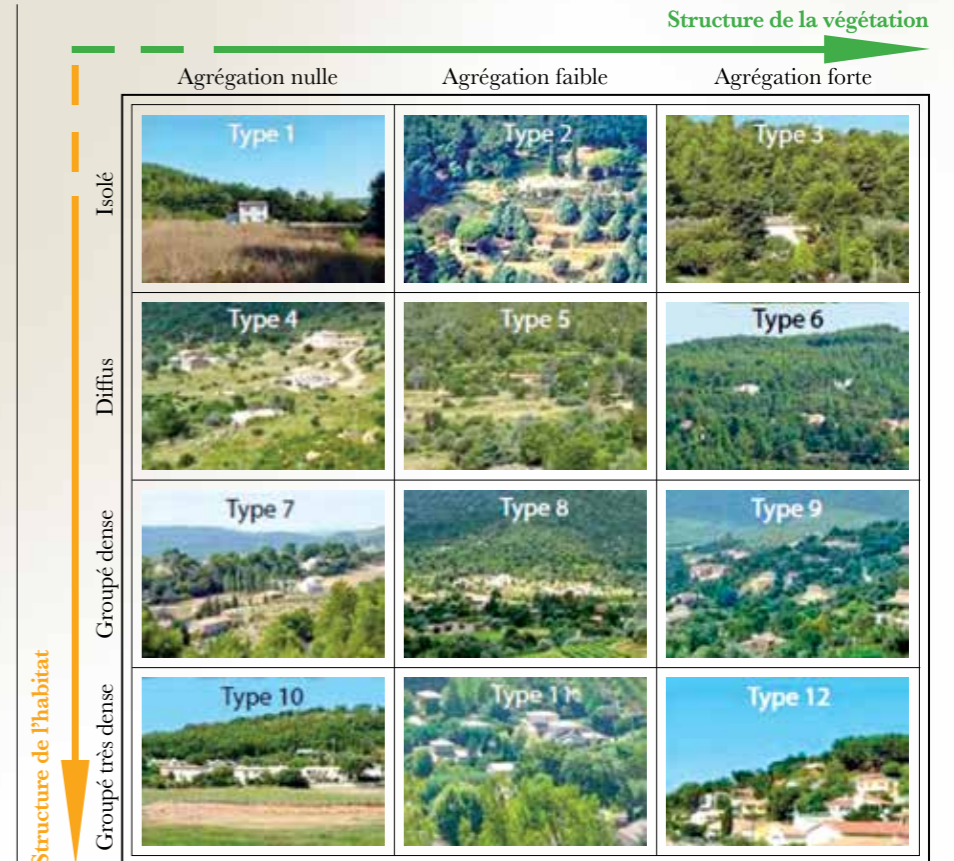 Structure de la végétation
Agrégation nulle Agrégation faible Agrégation forte
Isolé
Type 1 Type 2 Type 3
Diffus
Type 4 Type 5 Type 6
Groupé dense
Type 7 Type 8 Type 9
Groupé très dense
Type 10 Type 11 Type 12
Structure de l'habitat